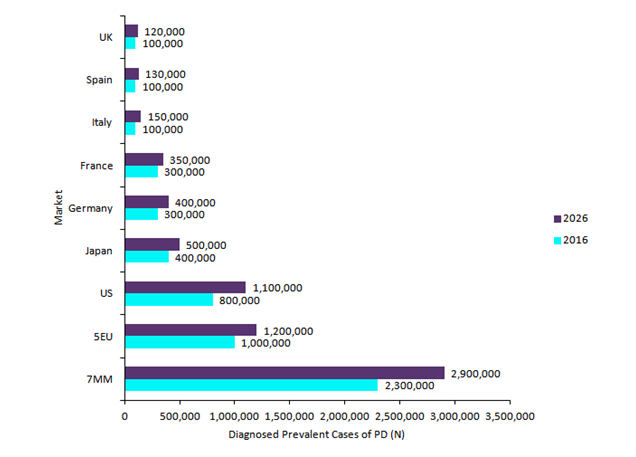 UK
120,000
100,000
Spain
130,000
100,000
Italy
150,000
100,000
France
350,000
300,000
Germany
400,000
300,000
Japan
500,000
400,000
US
1,100,000
800,000
5EU
1,200,000
1,000,000
7MM
2,900,000
2,300,000
Market
2026
2016
0 500,000 1,000,000 1,500,000 2,000,000 2,500,000 3,000,000 3,500,000
Diagnosed Prevalent Cases of PD (N)